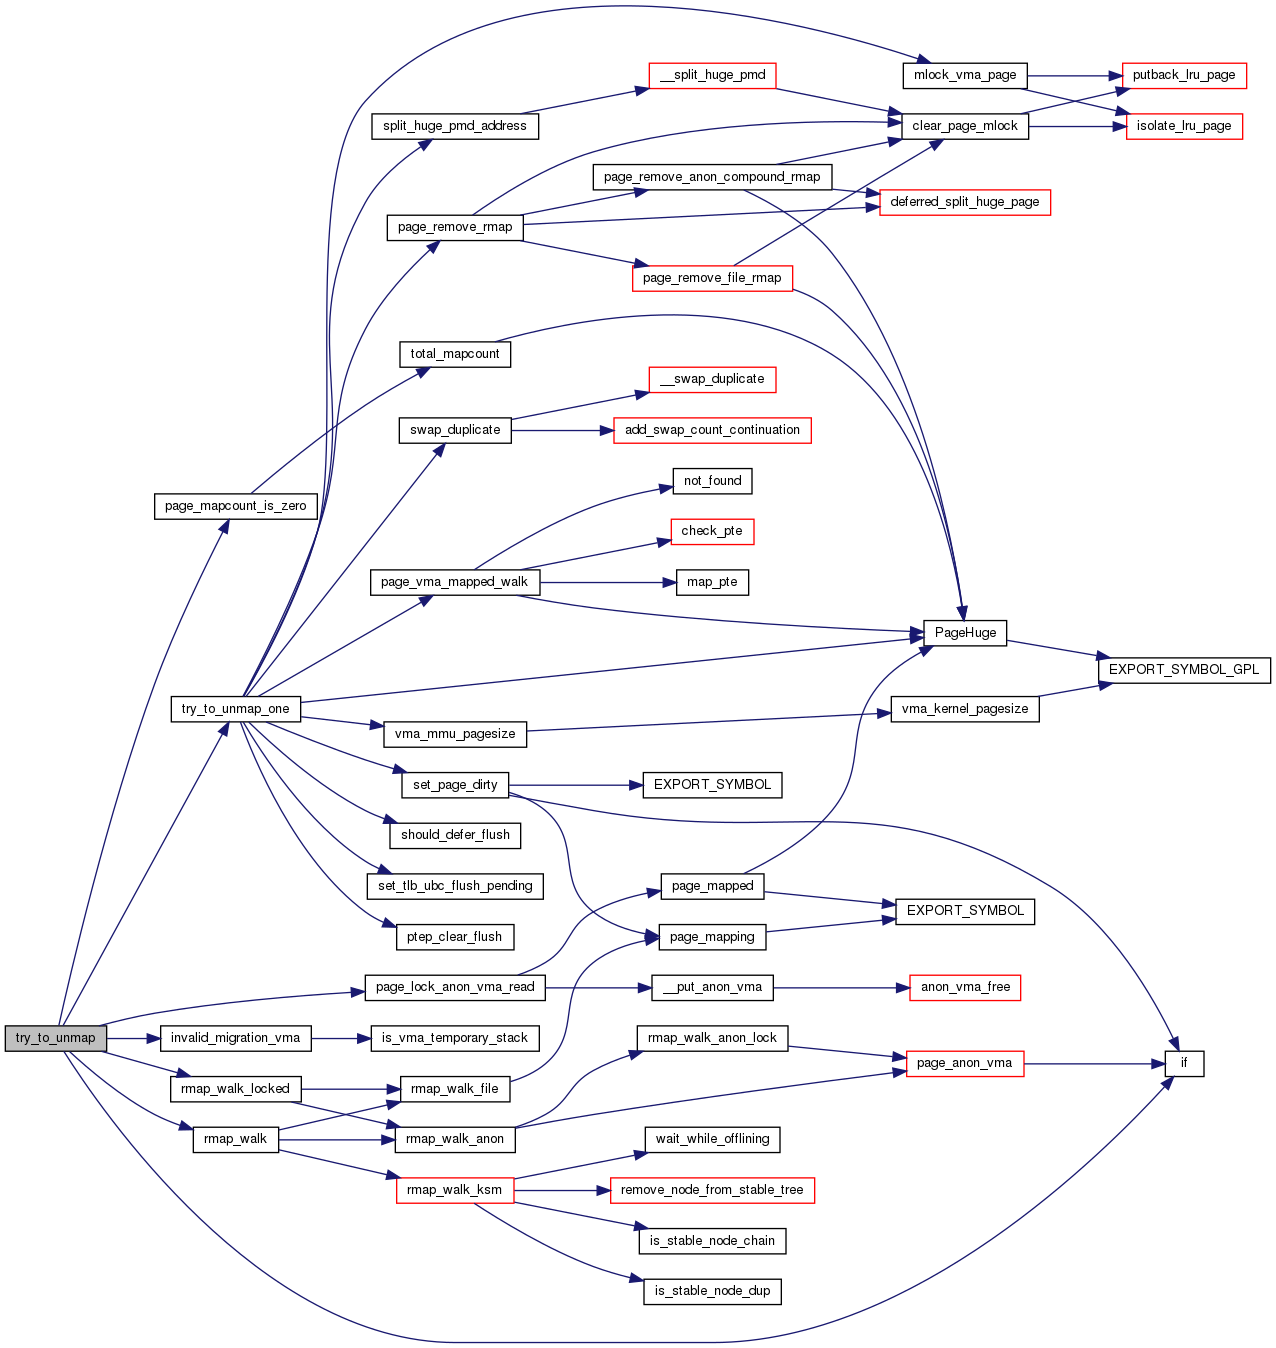 mlock_vma_page
putback_lru_page
__split_huge_pmd
split_huge_pmd_address
clear_page_mlock
isolate_lru_page
page_remove_anon_compound_rmap
deferred_split_huge_page
page_remove_rmap
page_remove_file_rmap
total_mapcount
__swap_duplicate
swap_duplicate
add_swap_count_continuation
not_found
page_mapcount_is_zero
check_pte
page_vma_mapped_walk
map_pte
PageHuge
EXPORT_SYMBOL_GPL
try_to_unmap_one
vma_kernel_pagesize
vma_mmu_pagesize
set_page_dirty
EXPORT_SYMBOL
should_defer_flush
set_tlb_ubc_flush_pending
page_mapped
EXPORT_SYMBOL
ptep_clear_flush
page_mapping
page_lock_anon_vma_read
__put_anon_vma
anon_vma_free
try_to_unmap
invalid_migration_vma
is_vma_temporary_stack
rmap_walk_anon_lock
page_anon_vma
if
rmap_walk_locked
rmap_walk_file
rmap_walk
rmap_walk_anon
wait_while_offlining
rmap_walk_ksm
remove_node_from_stable_tree
is_stable_node_chain
is_stable_node_dup